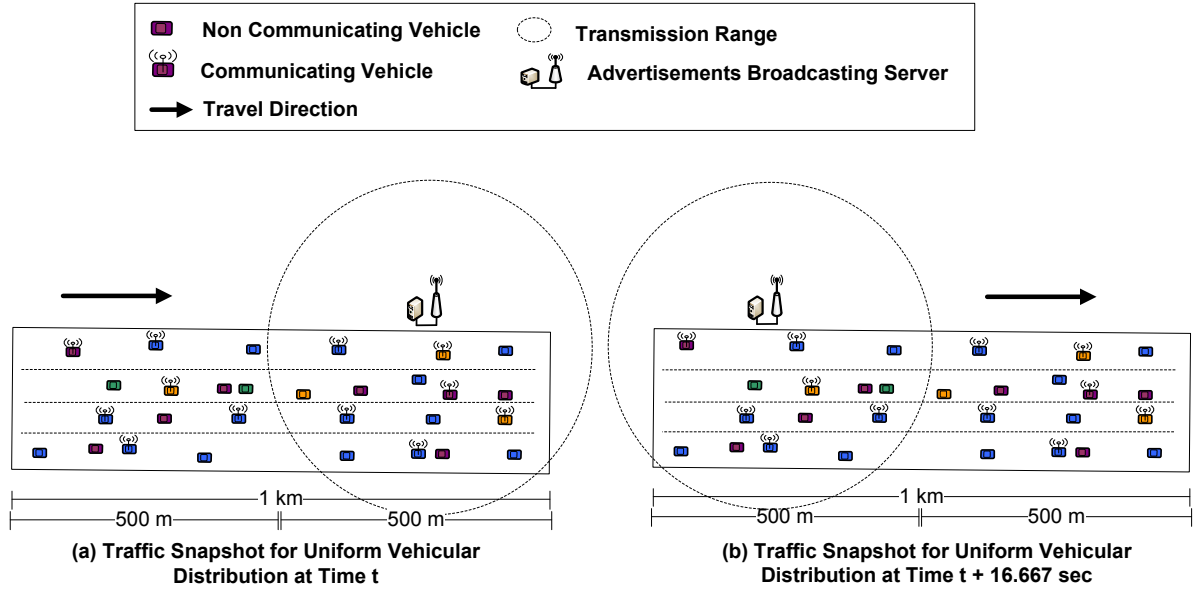 Non Communicating Vehicle
Transmission Range
Communicating Vehicle
Advertisements Broadcasting Server
Travel Direction
1 km
500 m
500 m
(a) Traffic Snapshot for Uniform Vehicular
Distribution at Time t
1 km
500 m
500 m
(b) Traffic Snapshot for Uniform Vehicular
Distribution at Time t + 16.667 sec